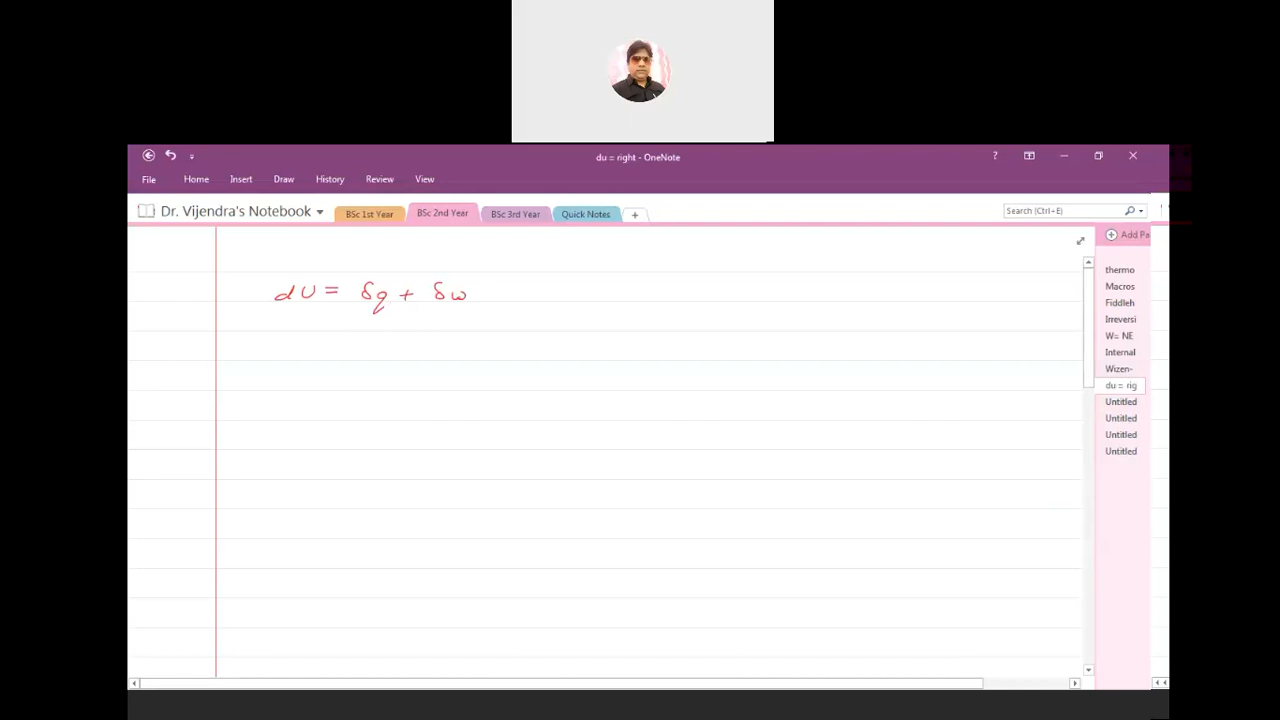 du = right - OneNote
?
File Home Insert Draw History Review View
Dr. Vijendra's Notebook
BSc 1st Year BSc 2nd Year BSc 3rd Year Quick Notes +
Search (Ctrl+E)
Add Pa
dU = δq + δw
thermo
Macros
Fiddleh
Irreversi
W= NE
Internal
Wizen-
du = rig
Untitled
Untitled
Untitled
Untitled